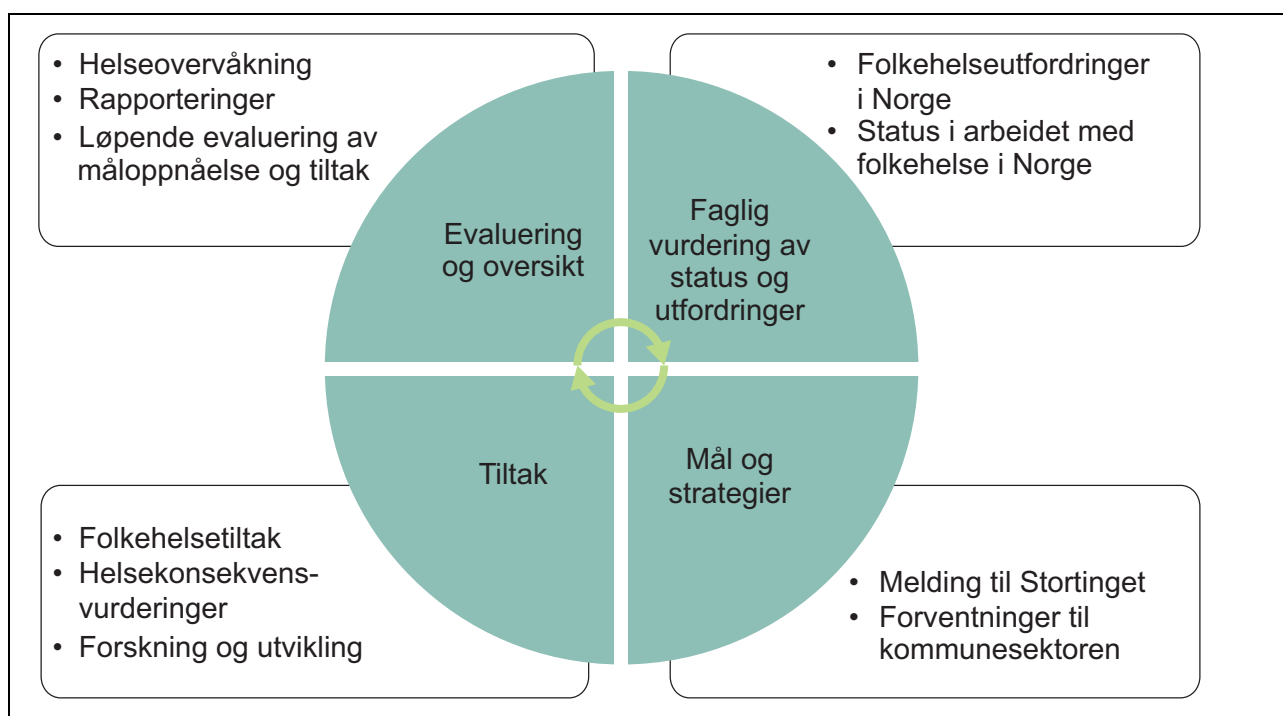 • Helseovervåkning
• Rapporteringer
• Løpende evaluering av
måloppnåelse og tiltak
• Folkehelseutfordringer
i Norge
• Status i arbeidet med
folkehelse i Norge
Evaluering
og oversikt
Faglig
vurdering av
status og
utfordringer
Tiltak
Mål og
strategier
• Folkehelsetiltak
• Helsekonsekvens-
vurderinger
• Forskning og utvikling
• Melding til Stortinget
• Forventninger til
kommunesektoren